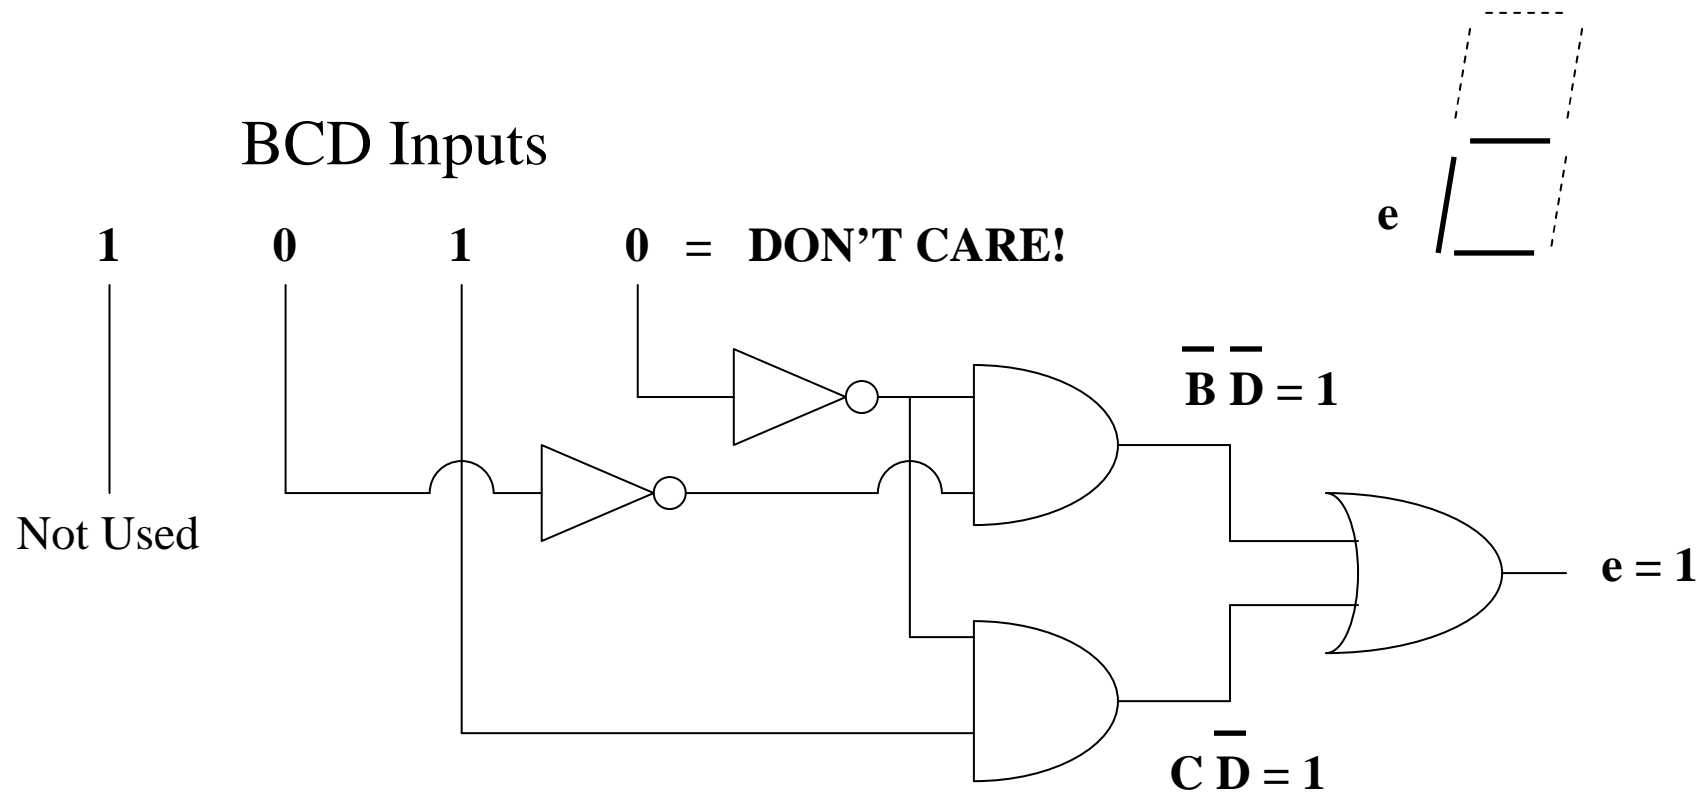 BCD Inputs
1 0 1 0 = DON’T CARE!
e
B̅ D̅ = 1
Not Used
e = 1
C D̅ = 1